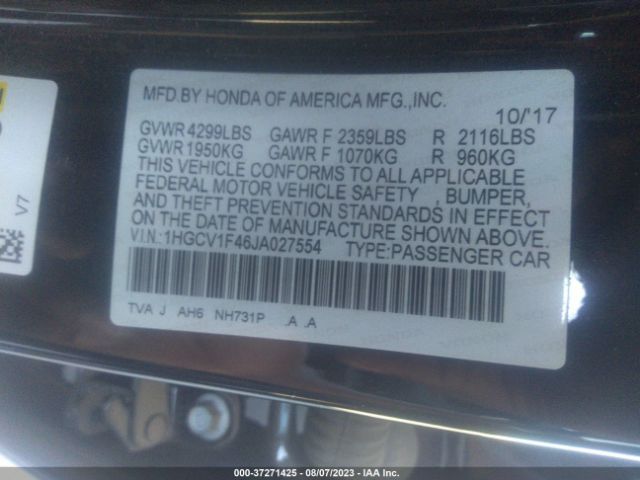 MFD.BY HONDA OF AMERICA MFG.,INC.
10/'17
GVWR 4299LBS GAWR F 2359LBS R 2116LBS
GVWR 1950KG GAWR F 1070KG R 960KG
THIS VEHICLE CONFORMS TO ALL APPLICABLE
FEDERAL MOTOR VEHICLE SAFETY , BUMPER,
AND THEFT PREVENTION STANDARDS IN EFFECT
ON THE DATE OF MANUFACTURE SHOWN ABOVE.
V.I.N.:1HGCV1F46JA027554 TYPE:PASSENGER CAR
TVA J AH6 NH731P .A .A
V7
000-37271425 - 08/07/2023 - IAA Inc.